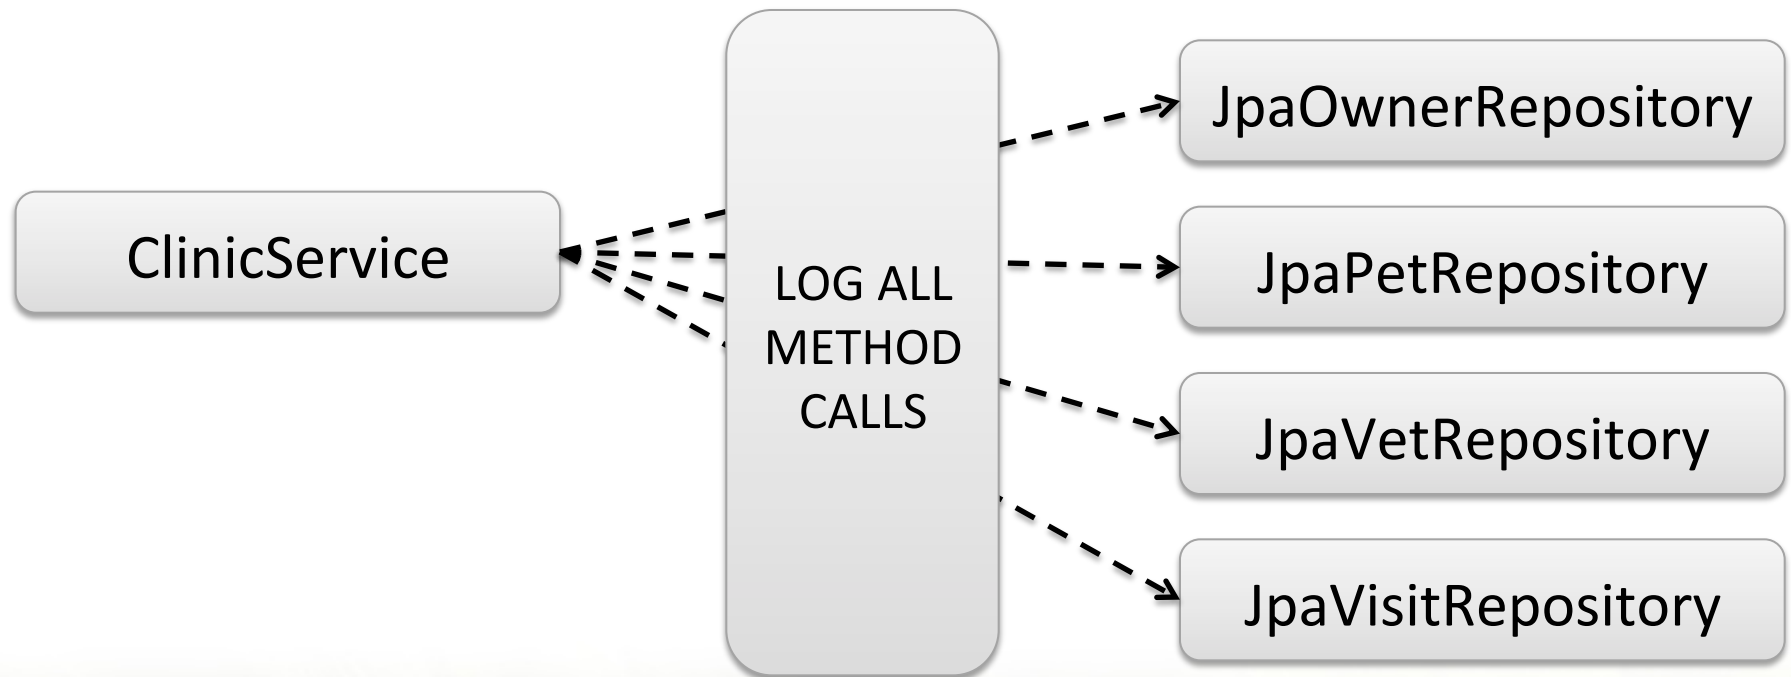 ClinicService
LOG ALL
METHOD
CALLS
JpaOwnerRepository
JpaPetRepository
JpaVetRepository
JpaVisitRepository